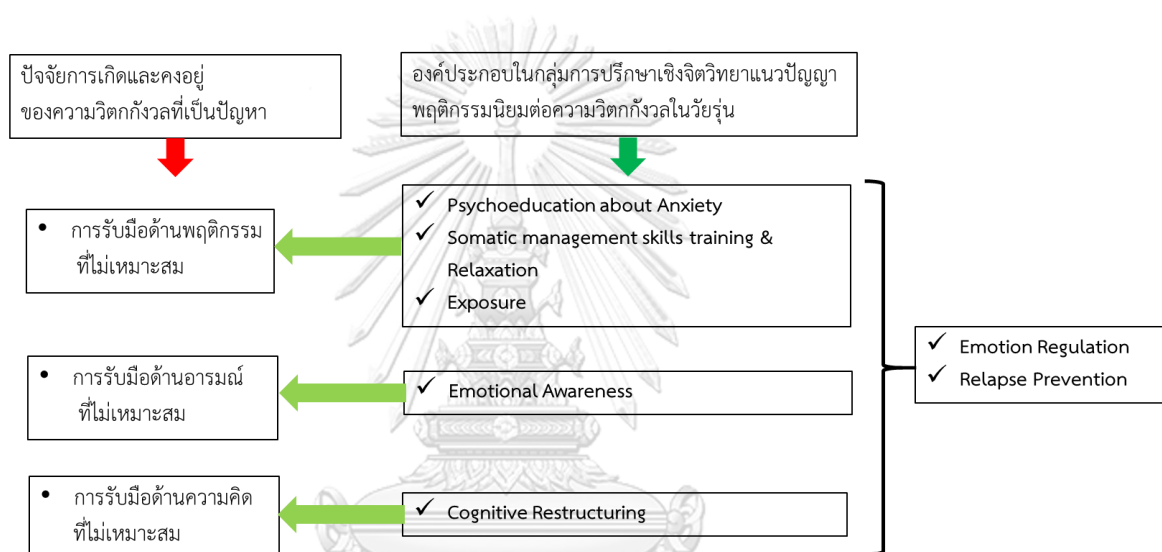 ปัจจัยการเกิดและคงอยู่
ของความวิตกกังวลที่เป็นปัญหา
องค์ประกอบในกลุ่มการปรึกษาเชิงจิตวิทยาแนวปัญญา
พฤติกรรมนิยมต่อความวิตกกังวลในวัยรุ่น
• การรับมือด้านพฤติกรรม
ที่ไม่เหมาะสม
✓ Psychoeducation about Anxiety
✓ Somatic management skills training &
Relaxation
✓ Exposure
• การรับมือด้านอารมณ์
ที่ไม่เหมาะสม
✓ Emotional Awareness
• การรับมือด้านความคิด
ที่ไม่เหมาะสม
✓ Cognitive Restructuring
✓ Emotion Regulation
✓ Relapse Prevention